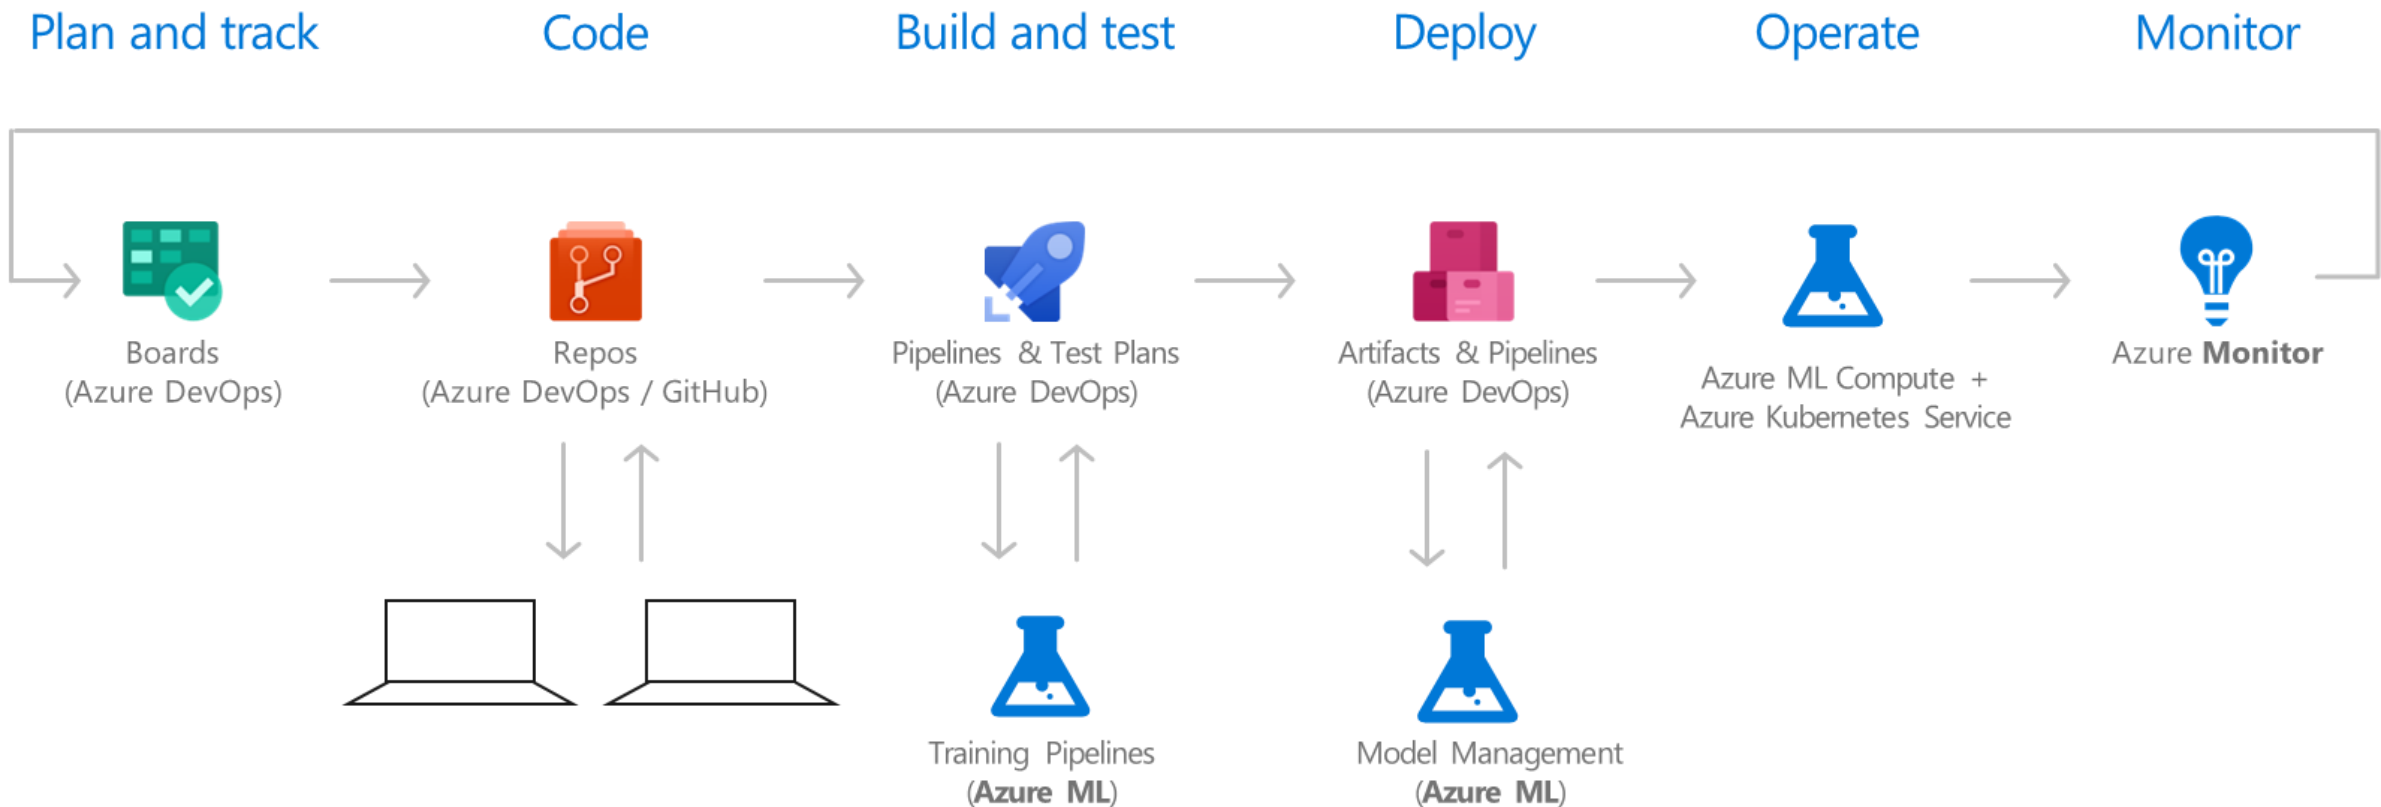 Plan and track
Code
Build and test
Deploy
Operate
Monitor
Boards
(Azure DevOps)
Repos
(Azure DevOps / GitHub)
Pipelines & Test Plans
(Azure DevOps)
Artifacts & Pipelines
(Azure DevOps)
Azure ML Compute +
Azure Kubernetes Service
Azure Monitor
Training Pipelines
(Azure ML)
Model Management
(Azure ML)